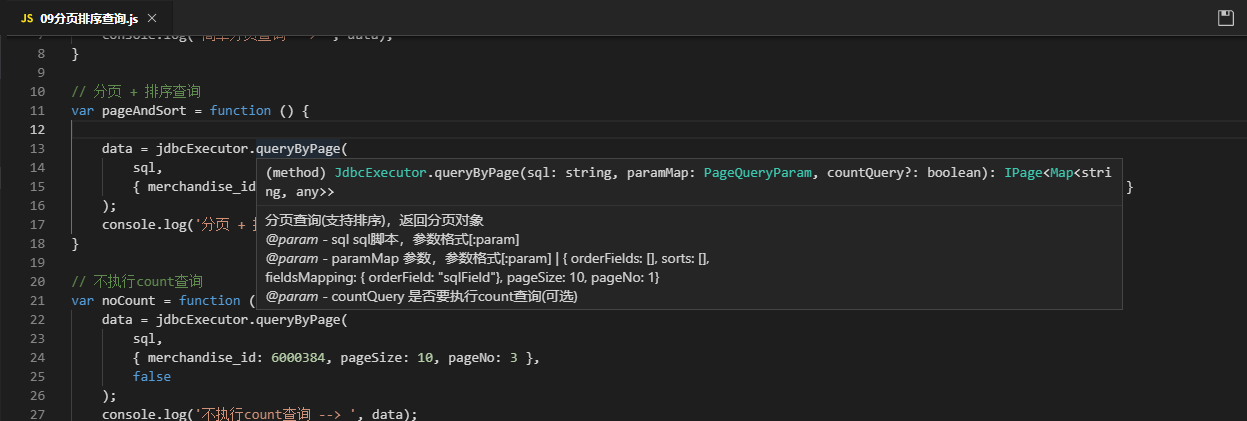 JS 09分页排序查询.js
7 console.log('简单分页查询 --> ', data);
8 }
9
10 // 分页 + 排序查询
11 var pageAndSort = function () {
12
13 data = jdbcExecutor.queryByPage(
14 sql,
(method) JdbcExecutor.queryByPage(sql: string, paramMap: PageQueryParam, countQuery?: boolean): IPage<Map<stri
15 { merchandise_id }
ng, any>>
16 );
分页查询(支持排序)，返回分页对象
17 console.log('分页 +
@param - sql sql脚本，参数格式[:param]
18 }
@param - paramMap 参数，参数格式[:param] | { orderFields: [], sorts: [],
19
fieldsMapping: { orderField: "sqlField"}, pageSize: 10, pageNo: 1}
20 // 不执行count查询
@param - countQuery 是否要执行count查询(可选)
21 var noCount = function (
22 data = jdbcExecutor.queryByPage(
23 sql,
24 { merchandise_id: 6000384, pageSize: 10, pageNo: 3 },
25 false
26 );
27 console.log('不执行count查询 --> ', data);